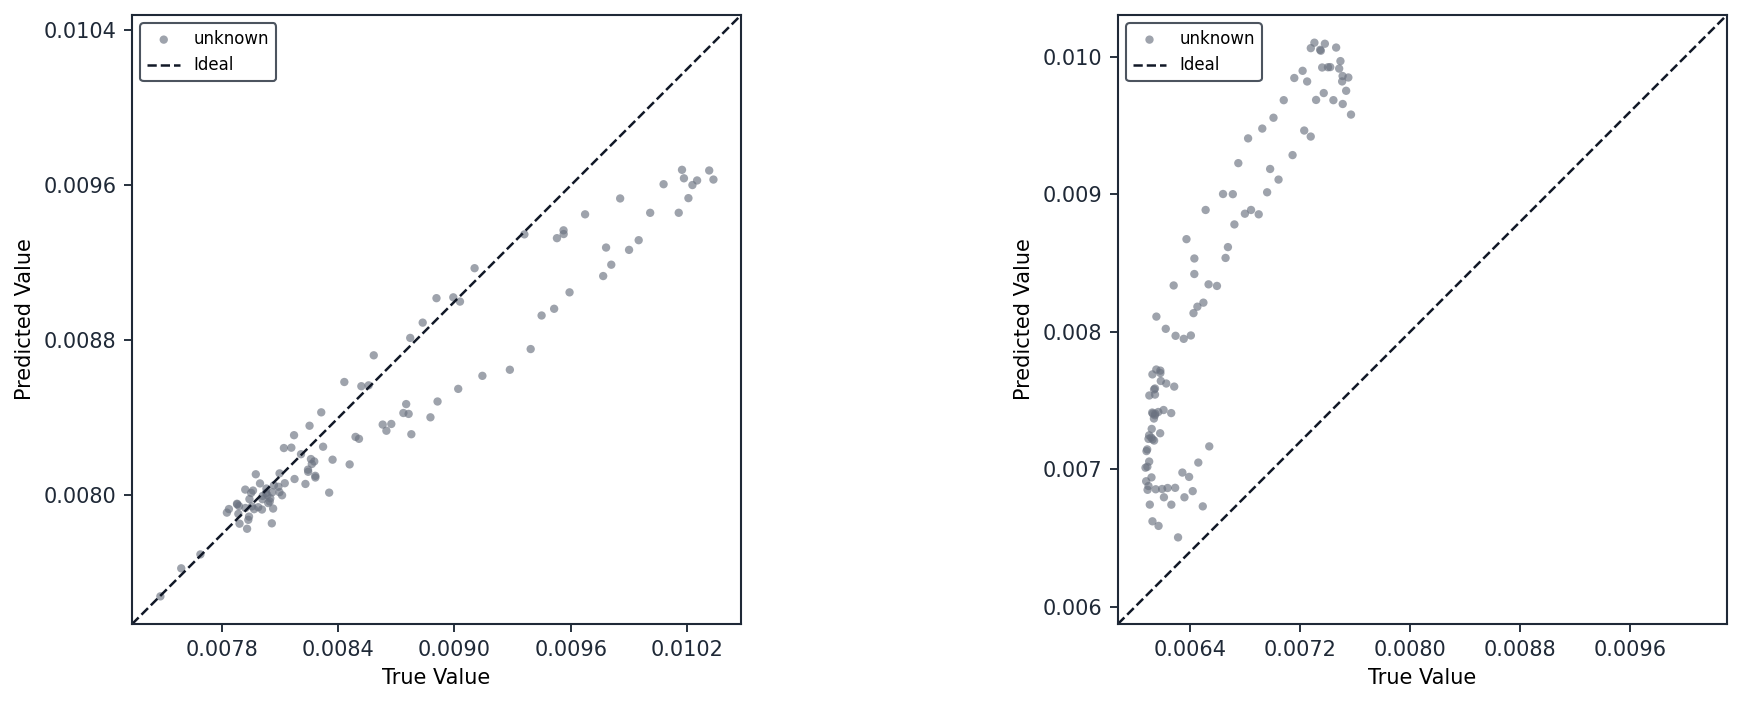 0.0104
0.0096
0.0088
0.0080
Predicted Value
unknown
Ideal
0.0078 0.0084 0.0090 0.0096 0.0102
True Value
0.010
0.009
0.008
0.007
0.006
Predicted Value
unknown
Ideal
0.0064 0.0072 0.0080 0.0088 0.0096
True Value